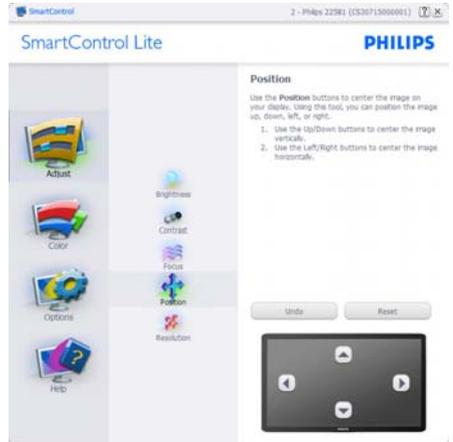 SmartControl
2 - Philips 225B1 (CS30715000001)
SmartControl Lite
PHILIPS
Adjust
Color
Options
Help
Brightness
Contrast
Focus
Position
Resolution
Position
Use the Position buttons to center the image on
your display. Using the tool, you can position the image
up, down, left, or right.
1. Use the Up/Down buttons to center the image
vertically.
2. Use the Left/Right buttons to center the image
horizontally.
Undo
Reset